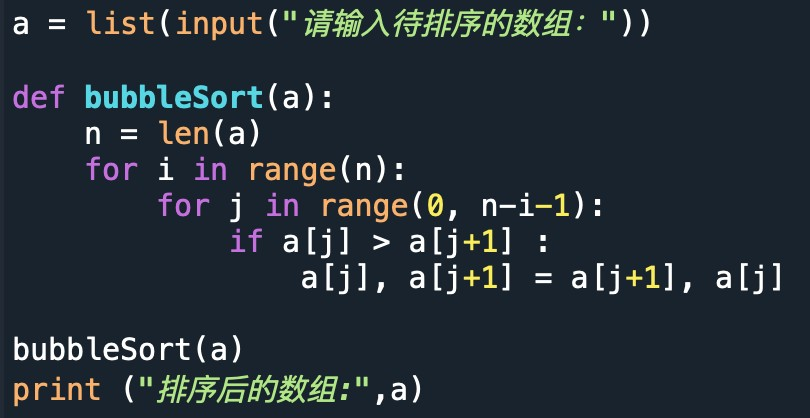 a = list(input("请输入待排序的数组："))
def bubbleSort(a):
    n = len(a)
    for i in range(n):
        for j in range(0, n-i-1):
            if a[j] > a[j+1] :
                a[j], a[j+1] = a[j+1], a[j]
bubbleSort(a)
print ("排序后的数组:",a)